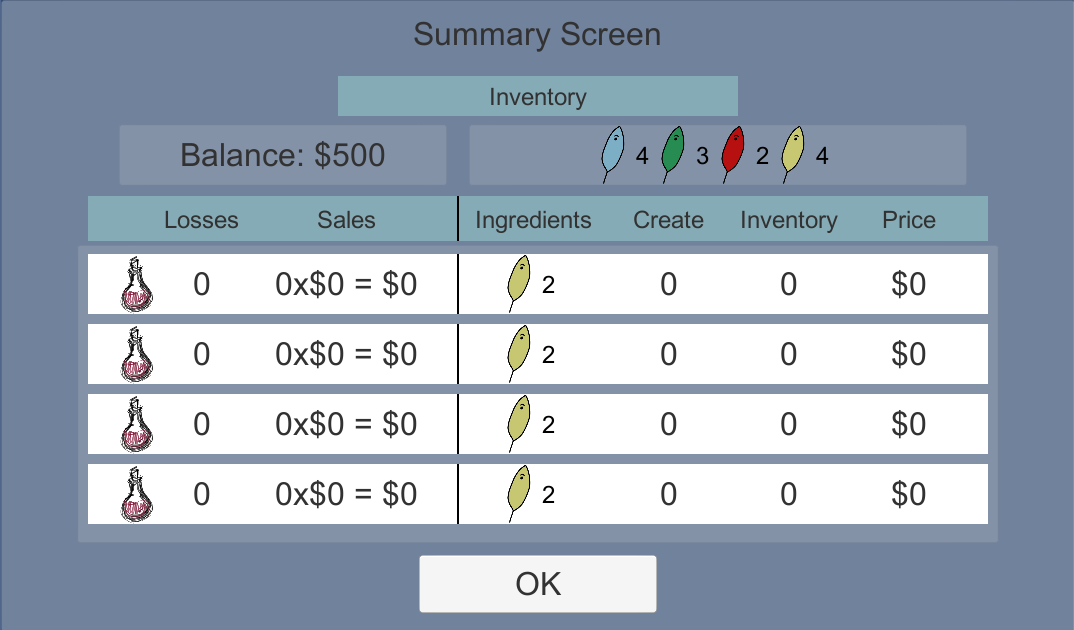 Summary Screen
Inventory
Balance: $500
4 3 2 4
Losses Sales Ingredients Create Inventory Price
0 0x$0 = $0 2 0 0 $0
0 0x$0 = $0 2 0 0 $0
0 0x$0 = $0 2 0 0 $0
0 0x$0 = $0 2 0 0 $0
OK